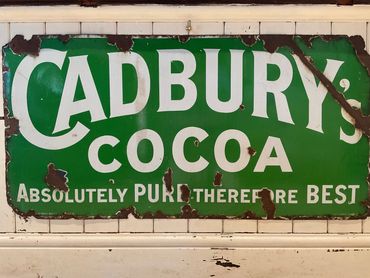 CADBURY'S
COCOA
ABSOLUTELY PURE-THEREFORE BEST